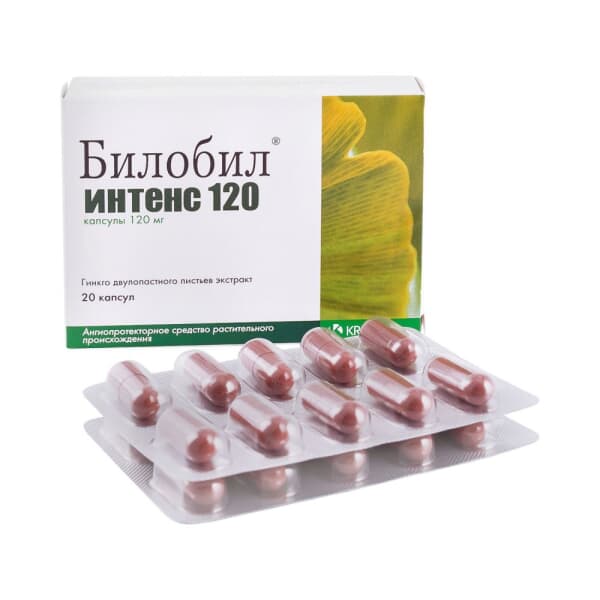 Билобил®
ИНТЕНС 120
капсулы 120 мг
Гинкго двулопастного листьев экстракт
20 капсул
Ангиопротекторное средство растительного
происхождения